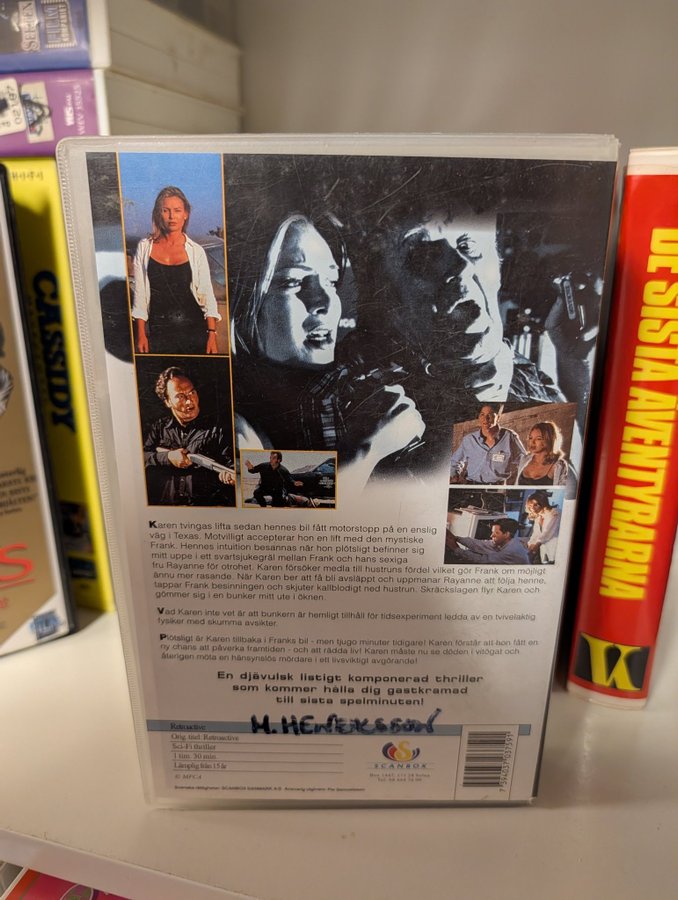 Karen tvingas lifta sedan hennes bil fått motorstopp på en enslig
väg i Texas. Motvilligt accepterar hon en lift med den mystiske
Frank. Hennes intuition besannas när hon plötsligt befinner sig
mitt uppe i ett svartsjukegräl mellan Frank och hans sexiga
fru Rayanne för otrohet. Karen försöker medla till hustruns fördel vilket gör Frank om möjligt
ännu mer rasande. När Karen ber att få bli avsläppt och uppmanar Rayanne att följa henne,
tappar Frank besinningen och skjuter kallblodigt ned hustrun. Skräckslagen flyr Karen och
gömmer sig i en bunker mitt ute i öknen.
Vad Karen inte vet är att bunkern är hemligt tillhåll för tidsexperiment ledda av en tvivelaktig
fysiker med skumma avsikter.
Plötsligt är Karen tillbaka i Franks bil - men tjugo minuter tidigare! Karen förstår att hon fått en
ny chans att påverka framtiden - och att rädda liv! Karen måste nu se döden i vitögat och
återigen möta en hänsynslös mördare i ett livsviktigt avgörande!
En djävulsk listigt komponerad thriller
som kommer hålla dig gastkramad
till sista spelminuten!
M. HENRIKSSON
Retroactive
Orig. titel: Retroactive
Sci-Fi thriller
1 tim. 30 min.
Lämplig från 15 år
© MPCA
SCANBOX
Svenska rättigheter: SCANBOX DANMARK A/S
DE SISTA ÄVENTYRARNA
CASSIDY
VHS